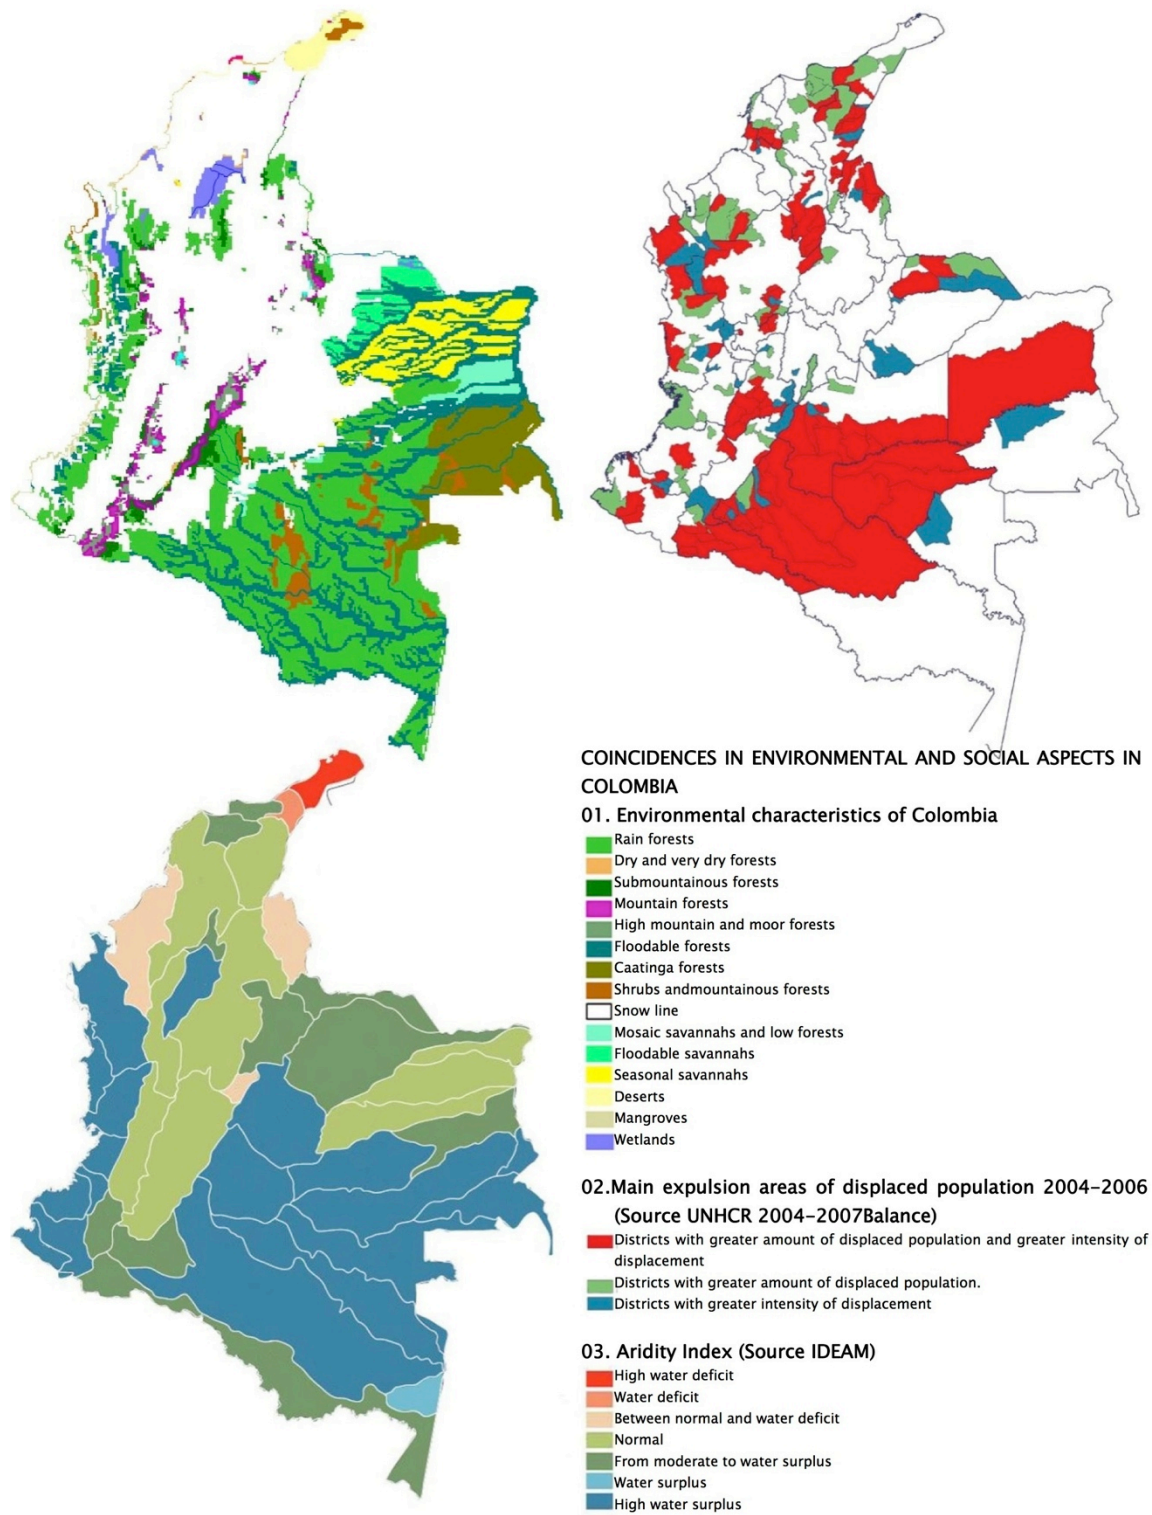 COINCIDENCES IN ENVIRONMENTAL AND SOCIAL ASPECTS IN
COLOMBIA
01. Environmental characteristics of Colombia
Rain forests
Dry and very dry forests
Submountainous forests
Mountain forests
High mountain and moor forests
Floodable forests
Caatinga forests
Shrubs andmountainous forests
Snow line
Mosaic savannahs and low forests
Floodable savannahs
Seasonal savannahs
Deserts
Mangroves
Wetlands
02.Main expulsion areas of displaced population 2004-2006
(Source UNHCR 2004-2007Balance)
Districts with greater amount of displaced population and greater intensity of
displacement
Districts with greater amount of displaced population.
Districts with greater intensity of displacement
03. Aridity Index (Source IDEAM)
High water deficit
Water deficit
Between normal and water deficit
Normal
From moderate to water surplus
Water surplus
High water surplus